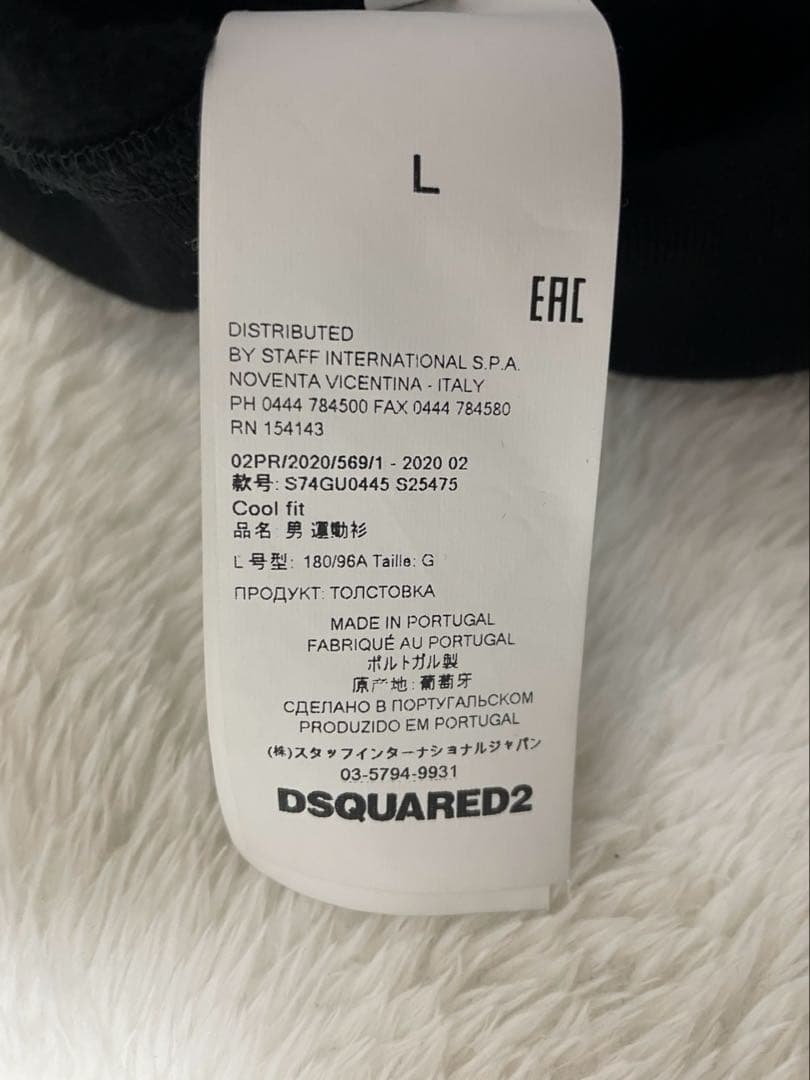 L
EAC
DISTRIBUTED
BY STAFF INTERNATIONAL S.P.A.
NOVENTA VICENTINA - ITALY
PH 0444 784500 FAX 0444 784580
RN 154143
02PR/2020/569/1 - 2020 02
款号: S74GU0445 S25475
Cool fit
品名: 男 運動衫
L 号型: 180/96A Taille: G
ПРОДУКТ: ТОЛСТОВКА
MADE IN PORTUGAL
FABRIQUÉ AU PORTUGAL
ポルトガル製
原产地: 葡萄牙
СДЕЛАНО В ПОРТУГАЛЬСКОМ
PRODUZIDO EM PORTUGAL
(株)スタッフインターナショナルジャパン
03-5794-9931
DSQUARED2